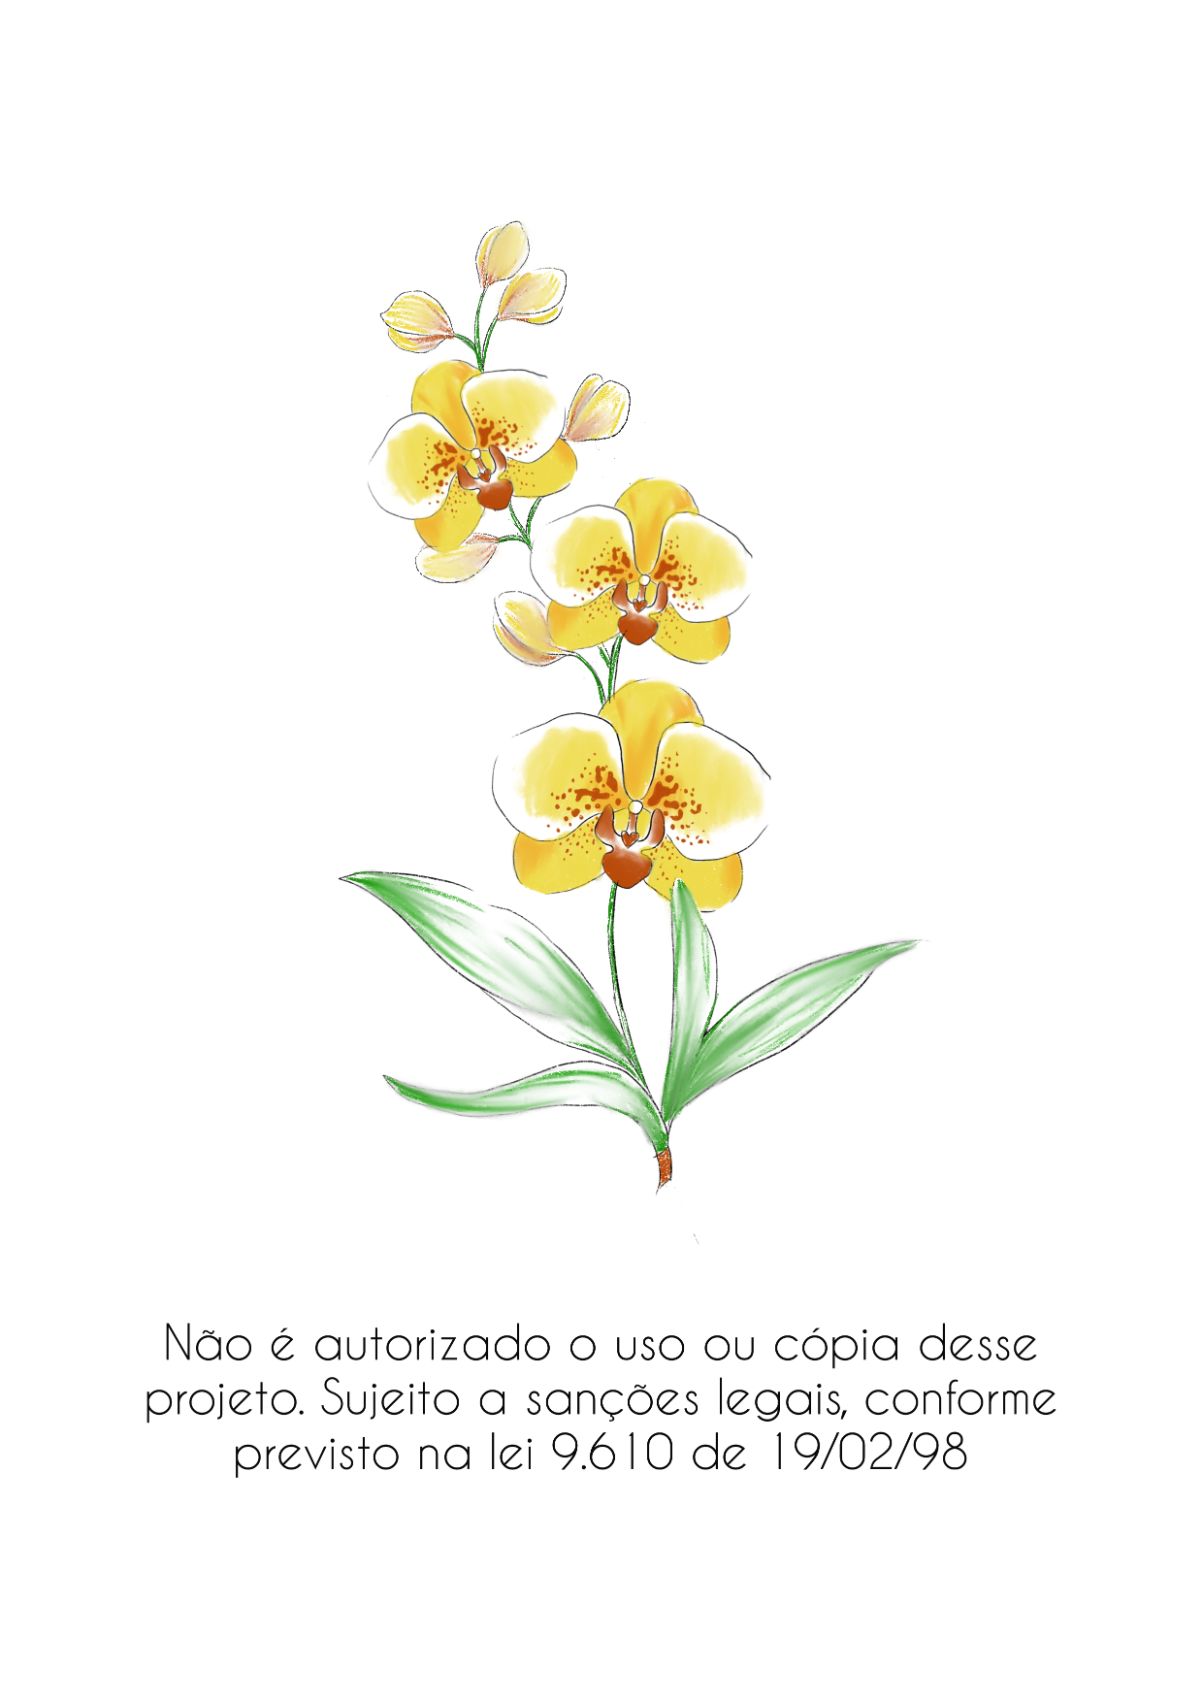 Não é autorizado o uso ou cópia desse
projeto. Sujeito a sanções legais, conforme
previsto na lei 9.610 de 19/02/98